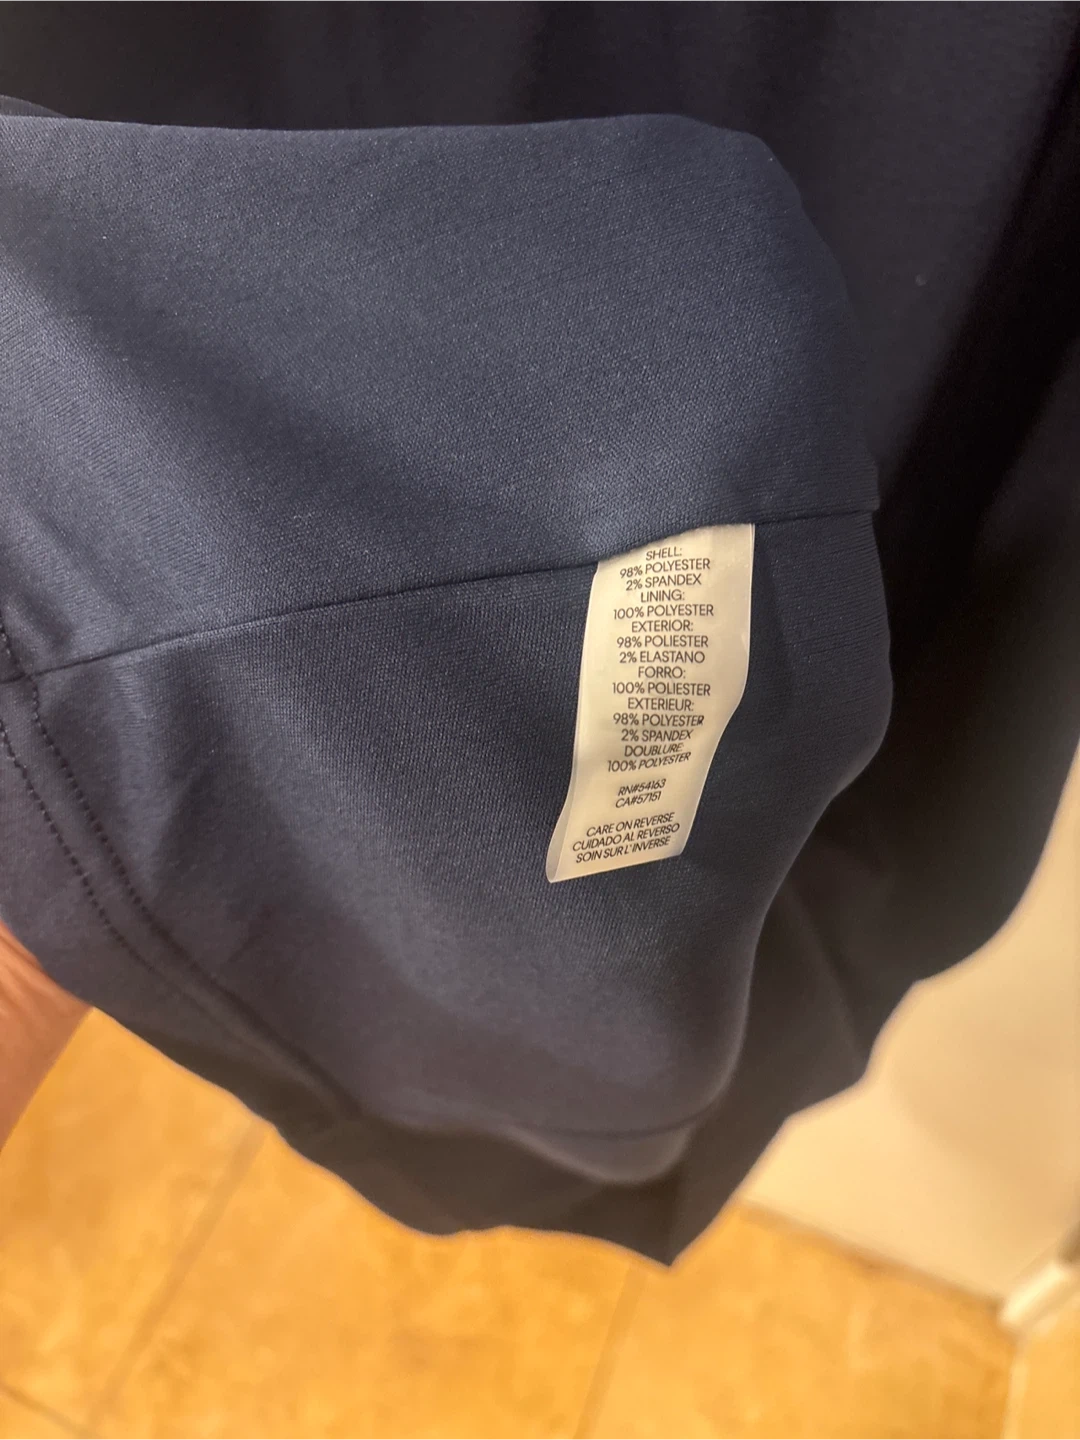 SHELL:
98% POLYESTER
2% SPANDEX
LINING:
100% POLYESTER
EXTERIOR:
98% POLIESTER
2% ELASTANO
FORRO:
100% POLIESTER
EXTERIEUR:
98% POLYESTER
2% SPANDEX
DOUBLURE:
100% POLYESTER
RN#54163
CA#57151
CARE ON REVERSE
CUIDADO AL REVERSO
SOIN SUR L'INVERSE